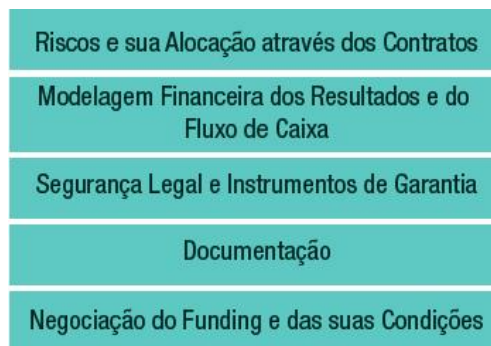 Riscos e sua Alocação através dos Contratos
Modelagem Financeira dos Resultados e do
Fluxo de Caixa
Segurança Legal e Instrumentos de Garantia
Documentação
Negociação do Funding e das suas Condições